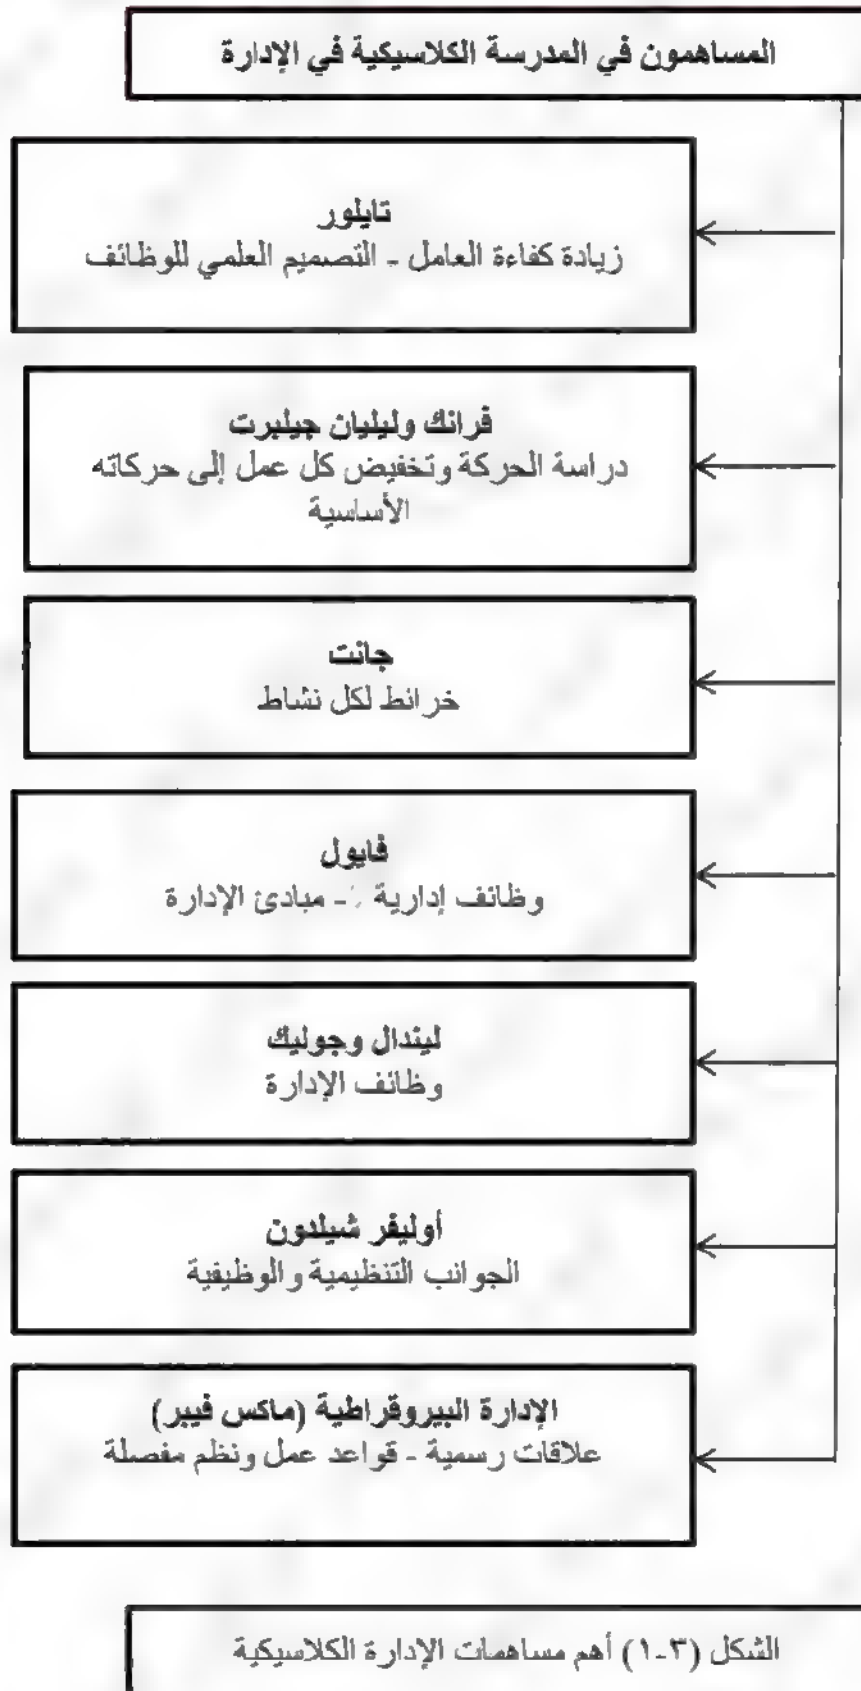 المساهمون في المدرسة الكلاسيكية في الإدارة
تايلور
زيادة كفاءة العامل - التصميم العلمي للوظائف
فرانك وليليان جيلبرت
دراسة الحركة وتخفيض كل عمل إلى حركاته
الأساسية
جانت
خرائط لكل نشاط
فايول
وظائف إدارية - مبادئ الإدارة
ليندال وجوليك
وظائف الإدارة
أوليفر شيلدون
الجوانب التنظيمية والوظيفية
الإدارة البيروقراطية (ماكس فيبر)
علاقات رسمية - قواعد عمل ونظم مفصلة
الشكل (٣-١) أهم مساهمات الإدارة الكلاسيكية